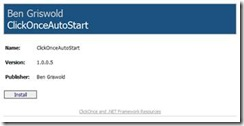 Ben Griswold
ClickOnceAutoStart
Name: ClickOnceAutoStart
Version: 1.0.0.5
Publisher: Ben Griswold
Install
ClickOnce and .NET Framework Resources